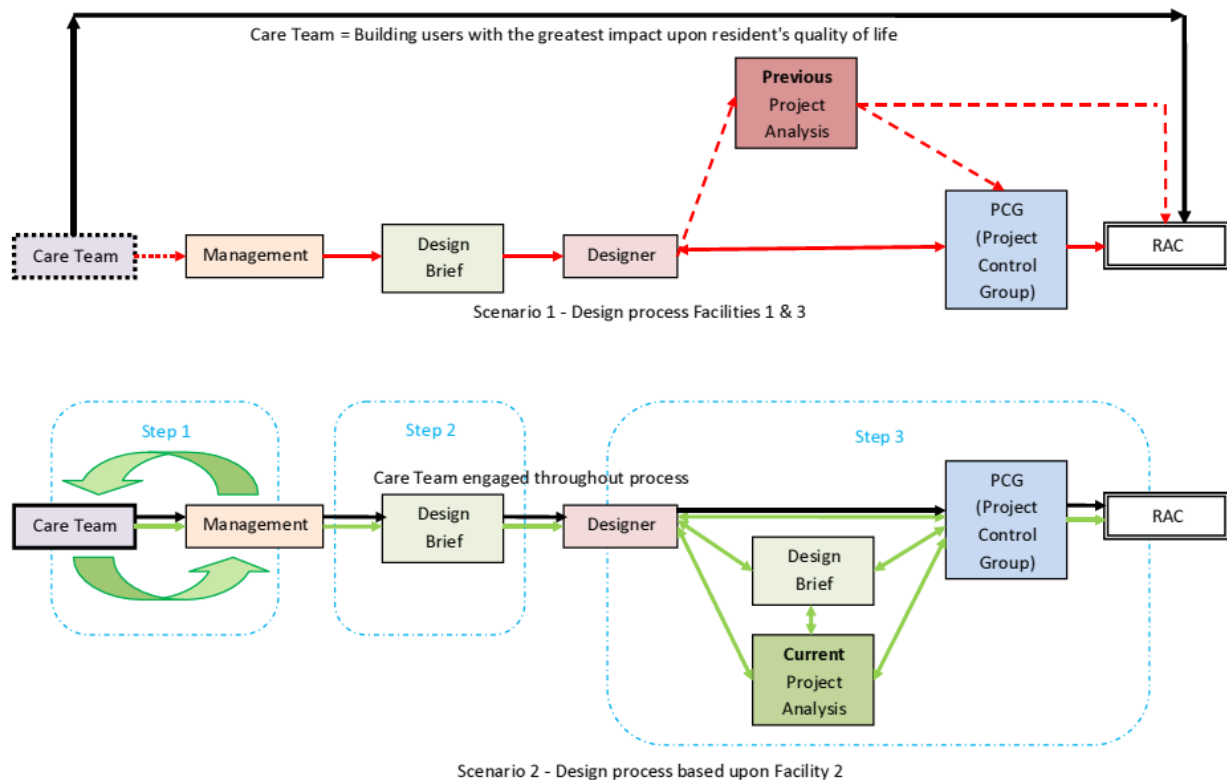 Care Team = Building users with the greatest impact upon resident's quality of life
Previous
Project
Analysis
Care Team
Management
Design
Brief
Designer
PCG
(Project
Control
Group)
RAC
Scenario 1 - Design process Facilities 1 & 3
Step 1
Step 2
Step 3
Care Team engaged throughout process
Care Team
Management
Design
Brief
Designer
PCG
(Project
Control
Group)
RAC
Design
Brief
Current
Project
Analysis
Scenario 2 - Design process based upon Facility 2